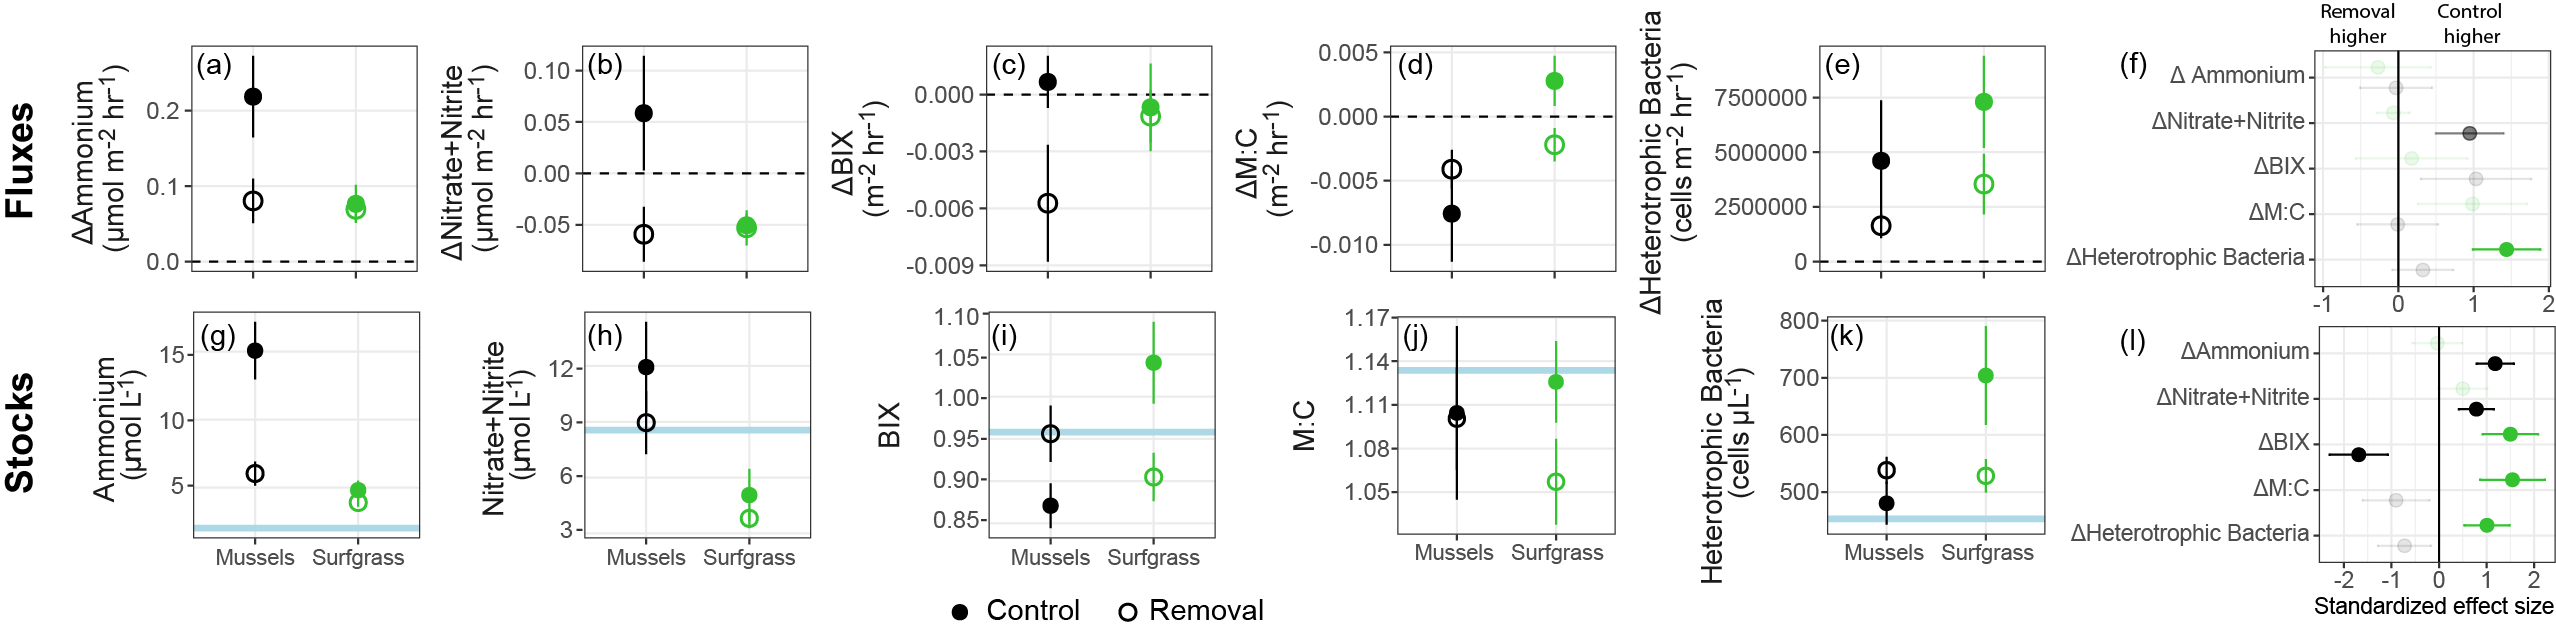 Fluxes
ΔAmmonium
(µmol m-2 hr-1)
(a)
0.2
0.1
0.0
ΔNitrate+Nitrite
(µmol m-2 hr-1)
(b)
0.10
0.05
0.00
-0.05
ΔBIX
(m-2 hr-1)
(c)
0.000
-0.003
-0.006
-0.009
ΔM:C
(m-2 hr-1)
(d)
0.005
0.000
-0.005
-0.010
ΔHeterotrophic Bacteria
(cells m-2 hr-1)
(e)
7500000
5000000
2500000
0
(f)
Removal higher
Control higher
Δ Ammonium
ΔNitrate+Nitrite
ΔBIX
ΔM:C
ΔHeterotrophic Bacteria
-1 0 1 2
Stocks
Ammonium
(µmol L-1)
(g)
15
10
5
Mussels Surfgrass
Nitrate+Nitrite
(µmol L-1)
(h)
12
9
6
3
Mussels Surfgrass
BIX
(i)
1.10
1.05
1.00
0.95
0.90
0.85
Mussels Surfgrass
M:C
(j)
1.17
1.14
1.11
1.08
1.05
Mussels Surfgrass
Heterotrophic Bacteria
(cells µL-1)
(k)
800
700
600
500
Mussels Surfgrass
(l)
ΔAmmonium
ΔNitrate+Nitrite
ΔBIX
ΔM:C
ΔHeterotrophic Bacteria
-2 -1 0 1 2
Standardized effect size
Control Removal